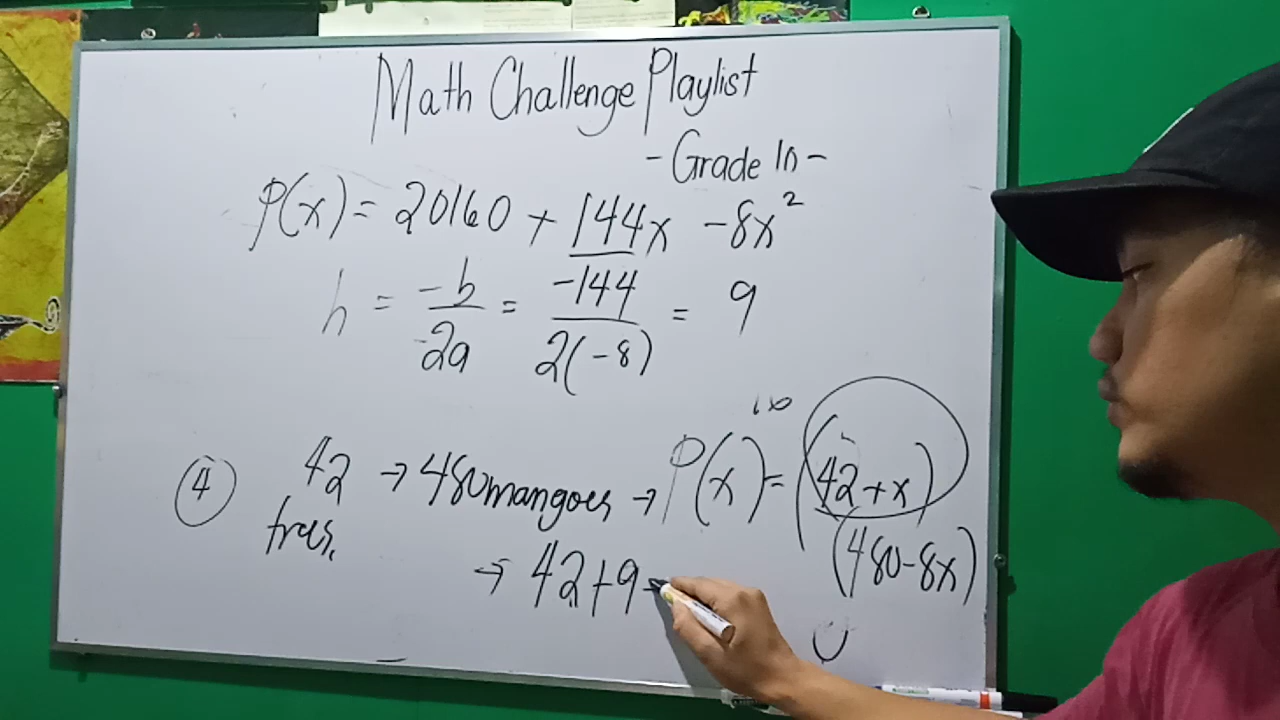 Math Challenge Playlist
- Grade 10 -
P(x) = 20160 + 144x - 8x²
h = -b/2a = -144/2(-8) = 9
④ 42 → 480 mangoes → P(x) = (42+x)
trees. (480-8x)
→ 42+9=